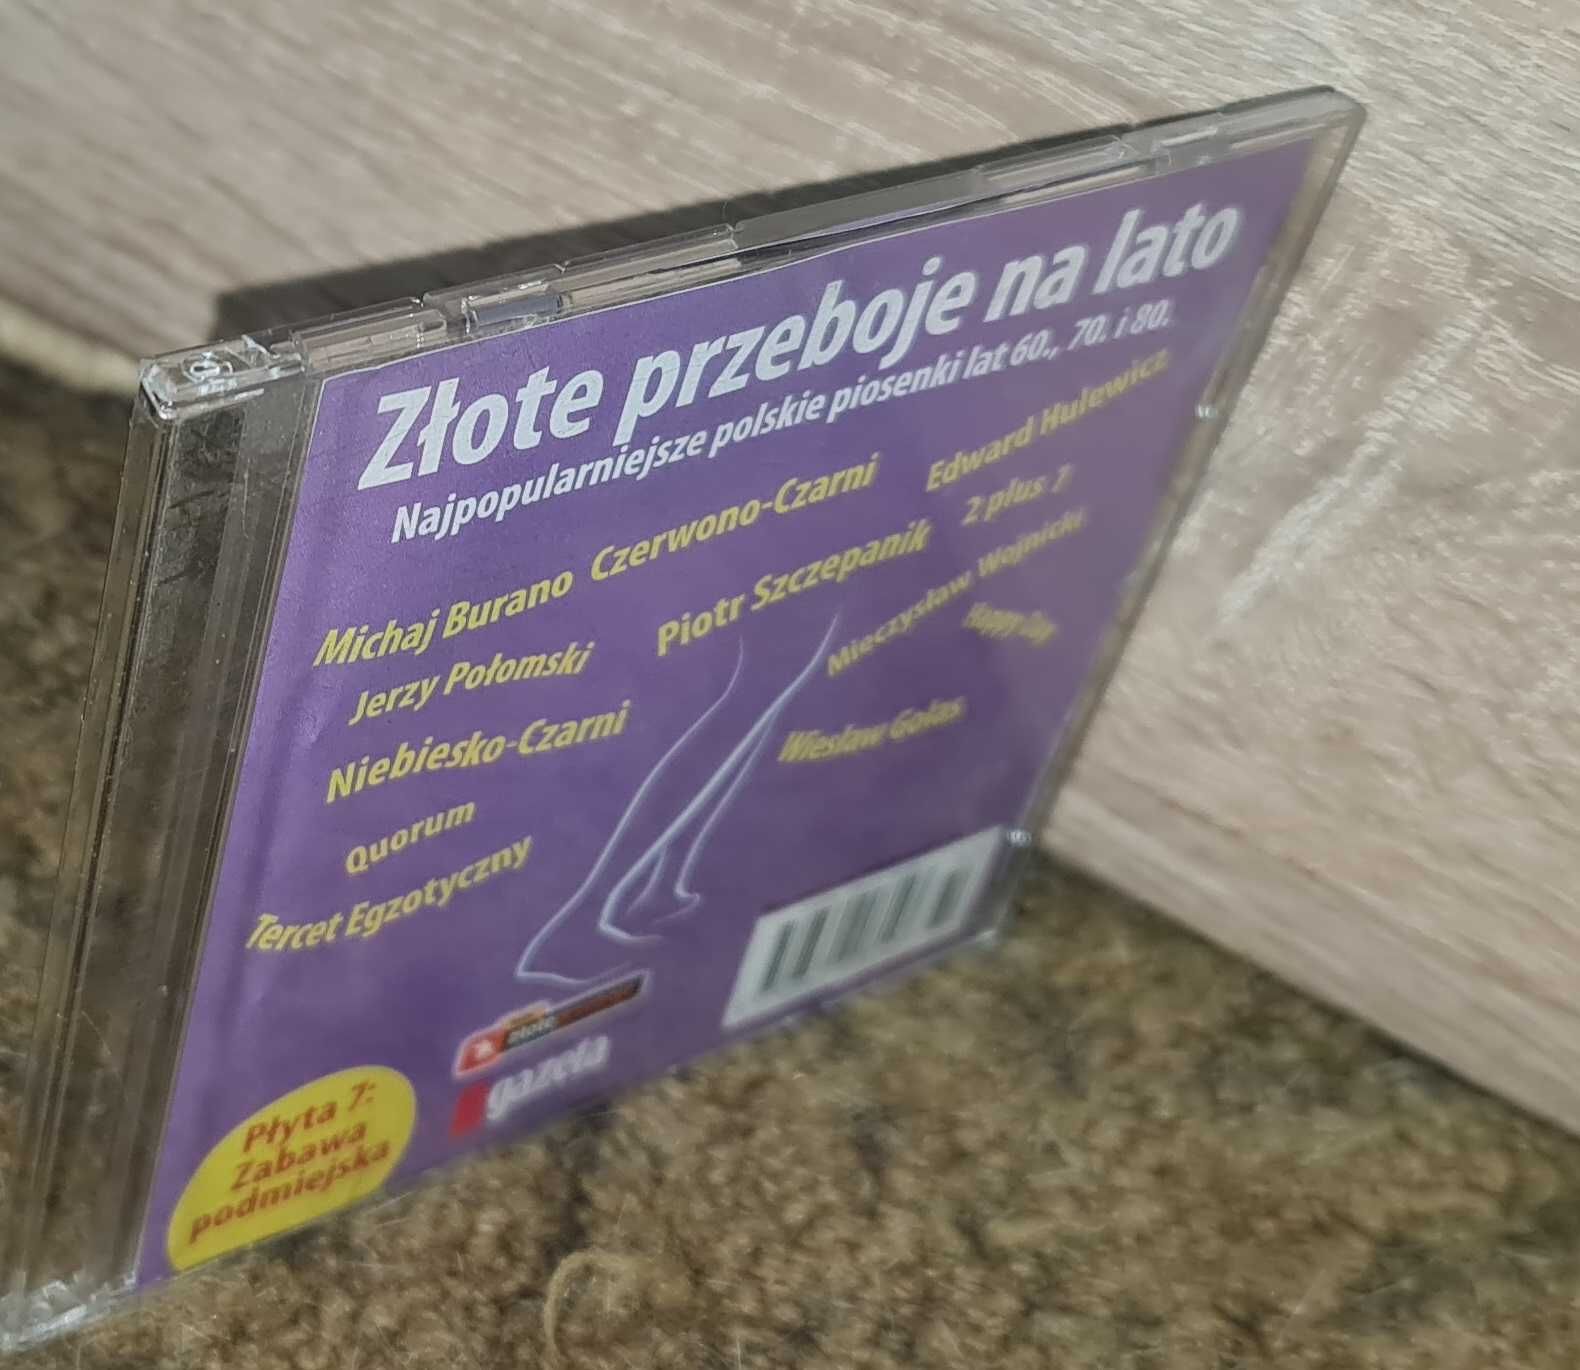 Złote przeboje na lato
Najpopularniejsze polskie piosenki lat 60., 70. i 80.
Michaj Burano
Czerwono-Czarni
Edward Hulewicz
Jerzy Połomski
Piotr Szczepanik
2 plus
Mieczysław Wojnicki
Happy Day
Niebiesko-Czarni
Wiesław Gołas
Quorum
Tercet Egzotyczny
złote
gazeta
Płyta 7:
Zabawa
podmiejska